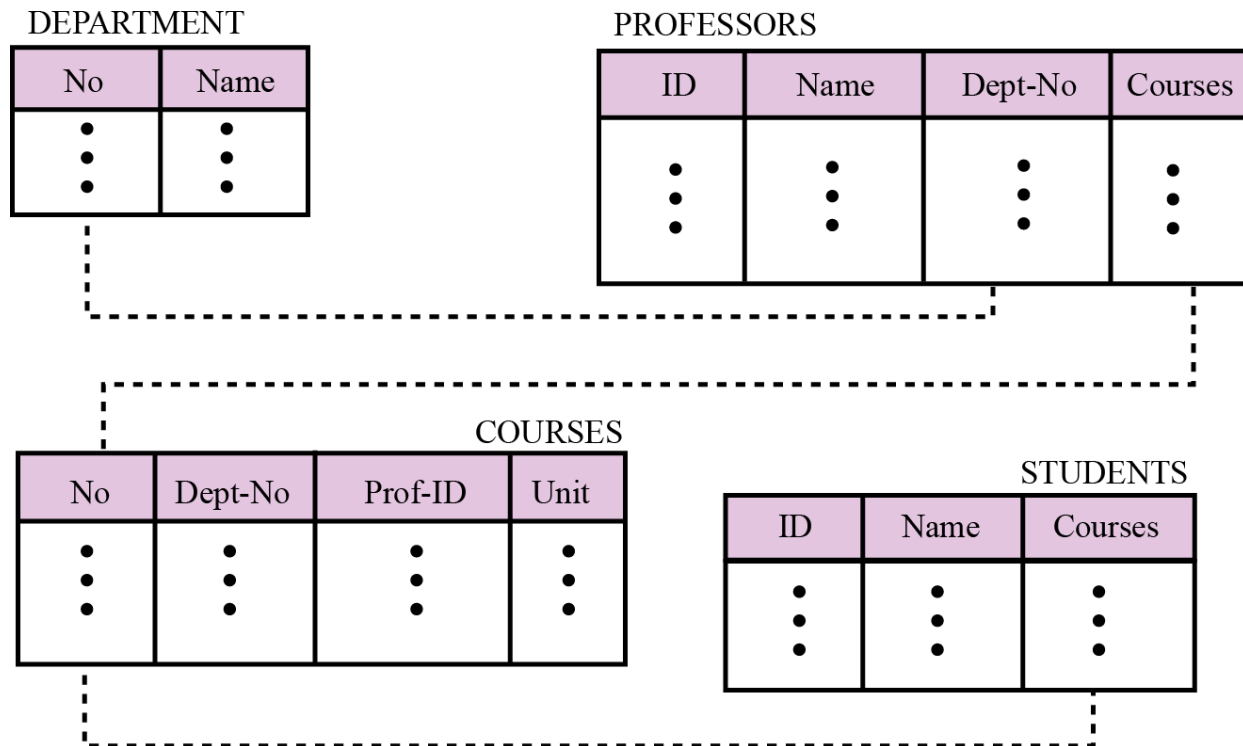 DEPARTMENT
No Name
PROFESSORS
ID Name Dept-No Courses
COURSES
No Dept-No Prof-ID Unit
STUDENTS
ID Name Courses